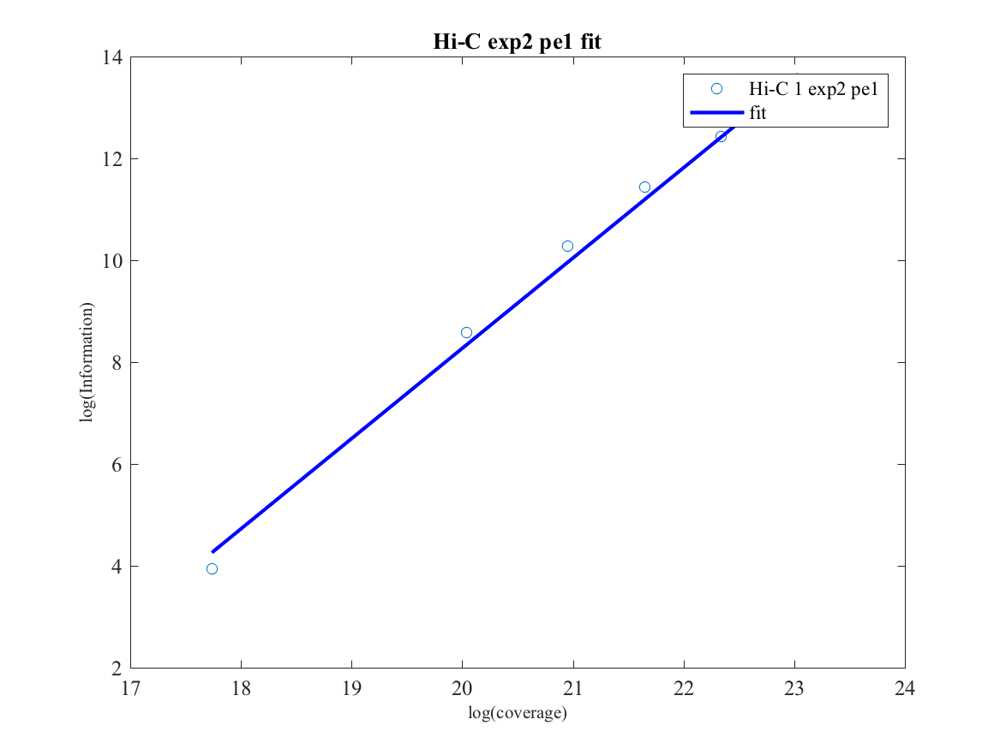 Hi-C exp2 pe1 fit
14
12
10
8
6
4
2
log(Information)
Hi-C 1 exp2 pe1
fit
17 18 19 20 21 22 23 24
log(coverage)